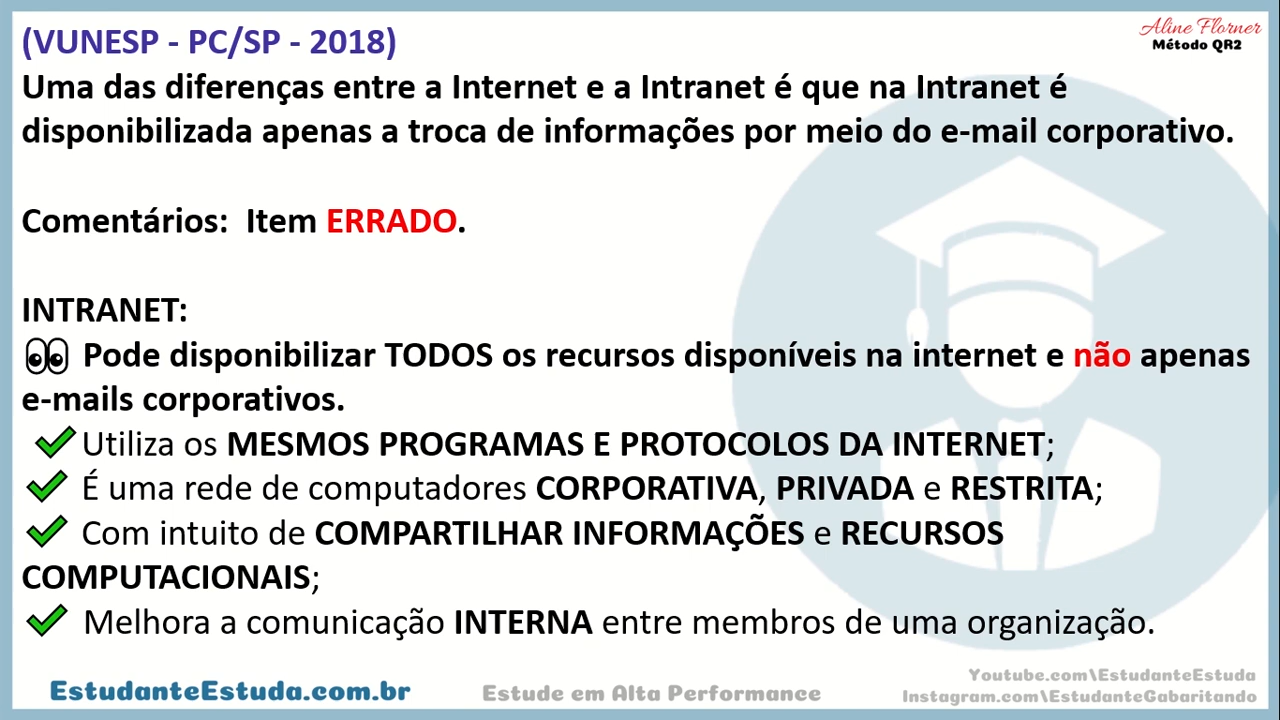 Aline Florner
Método QR2
(VUNESP - PC/SP - 2018)
Uma das diferenças entre a Internet e a Intranet é que na Intranet é
disponibilizada apenas a troca de informações por meio do e-mail corporativo.
Comentários:  Item ERRADO.
INTRANET:
👀 Pode disponibilizar TODOS os recursos disponíveis na internet e não apenas
e-mails corporativos.
✔ Utiliza os MESMOS PROGRAMAS E PROTOCOLOS DA INTERNET;
✔ É uma rede de computadores CORPORATIVA, PRIVADA e RESTRITA;
✔ Com intuito de COMPARTILHAR INFORMAÇÕES e RECURSOS
COMPUTACIONAIS;
✔ Melhora a comunicação INTERNA entre membros de uma organização.
EstudanteEstuda.com.br
Estude em Alta Performance
Youtube.com\EstudanteEstuda
Instagram.com\EstudanteGabaritando